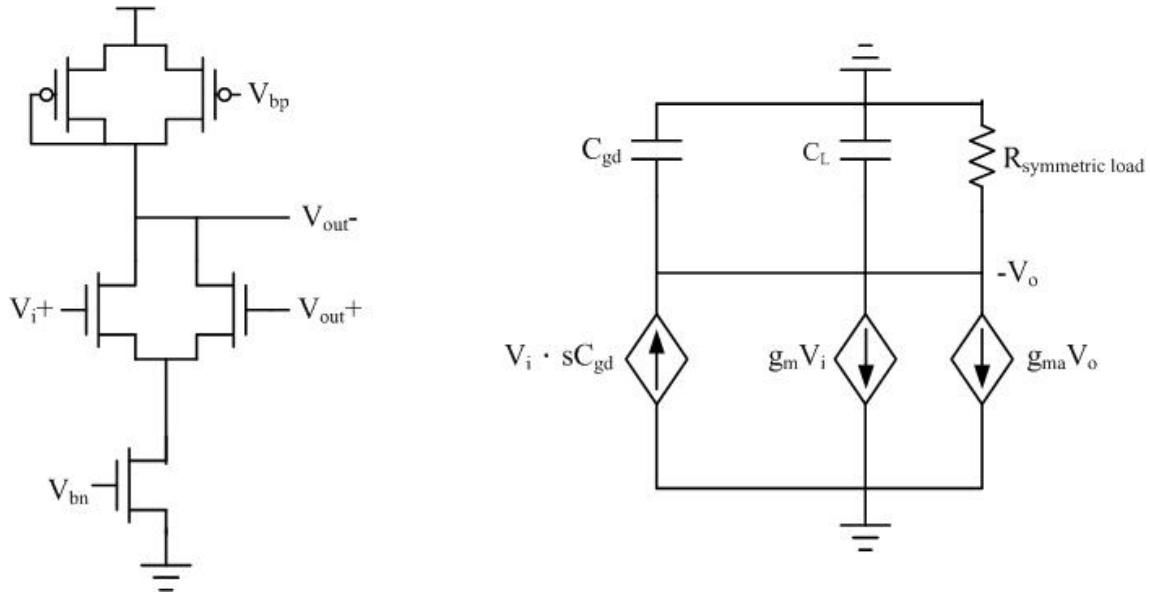 V_bp
V_out-
V_i+
V_out+
V_bn
C_gd
C_L
R_symmetric load
-V_o
V_i · sC_gd
g_mV_i
g_maV_o